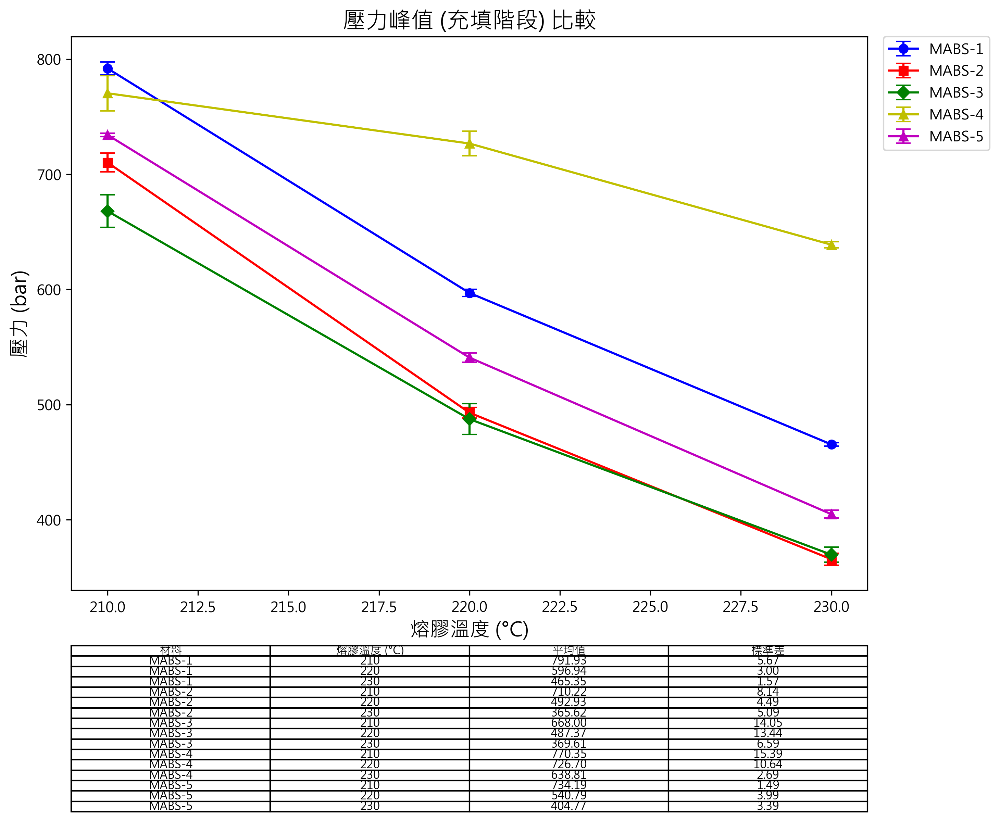 壓力峰值 (充填階段) 比較
MABS-1
MABS-2
MABS-3
MABS-4
MABS-5
壓力 (bar)
800
700
600
500
400
210.0 212.5 215.0 217.5 220.0 222.5 225.0 227.5 230.0
熔膠溫度 (°C)
材料 熔膠溫度 (°C) 平均值 標準差
MABS-1 210 791.93 5.67
MABS-1 220 596.94 3.00
MABS-1 230 465.35 1.57
MABS-2 210 710.22 8.14
MABS-2 220 492.93 4.49
MABS-2 230 365.62 5.09
MABS-3 210 668.00 14.05
MABS-3 220 487.37 13.44
MABS-3 230 369.61 6.59
MABS-4 210 770.35 15.39
MABS-4 220 726.70 10.64
MABS-4 230 638.81 2.69
MABS-5 210 734.19 1.49
MABS-5 220 540.79 3.99
MABS-5 230 404.77 3.39